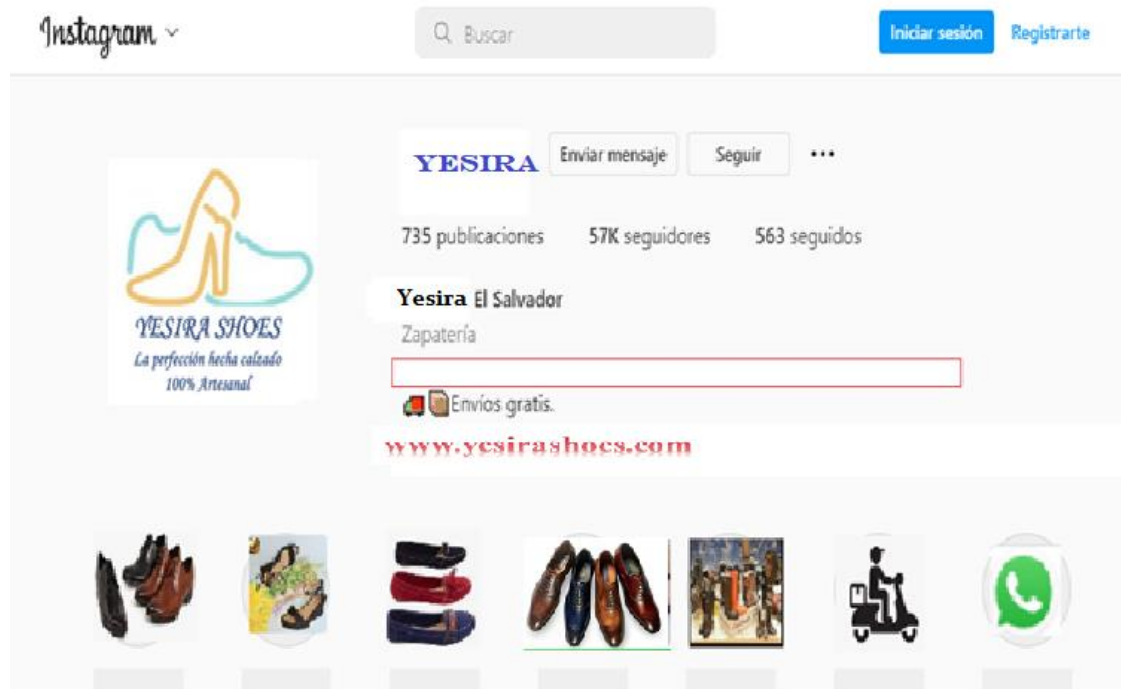 Instagram
Buscar
Iniciar sesión
Registrarte
YESIRA
Enviar mensaje
Seguir
735 publicaciones 57K seguidores 563 seguidos
Yesira El Salvador
Zapatería
Envíos gratis.
www.yesirashoes.com
YESIRA SHOES
La perfección hecha calzado
100% Artesanal